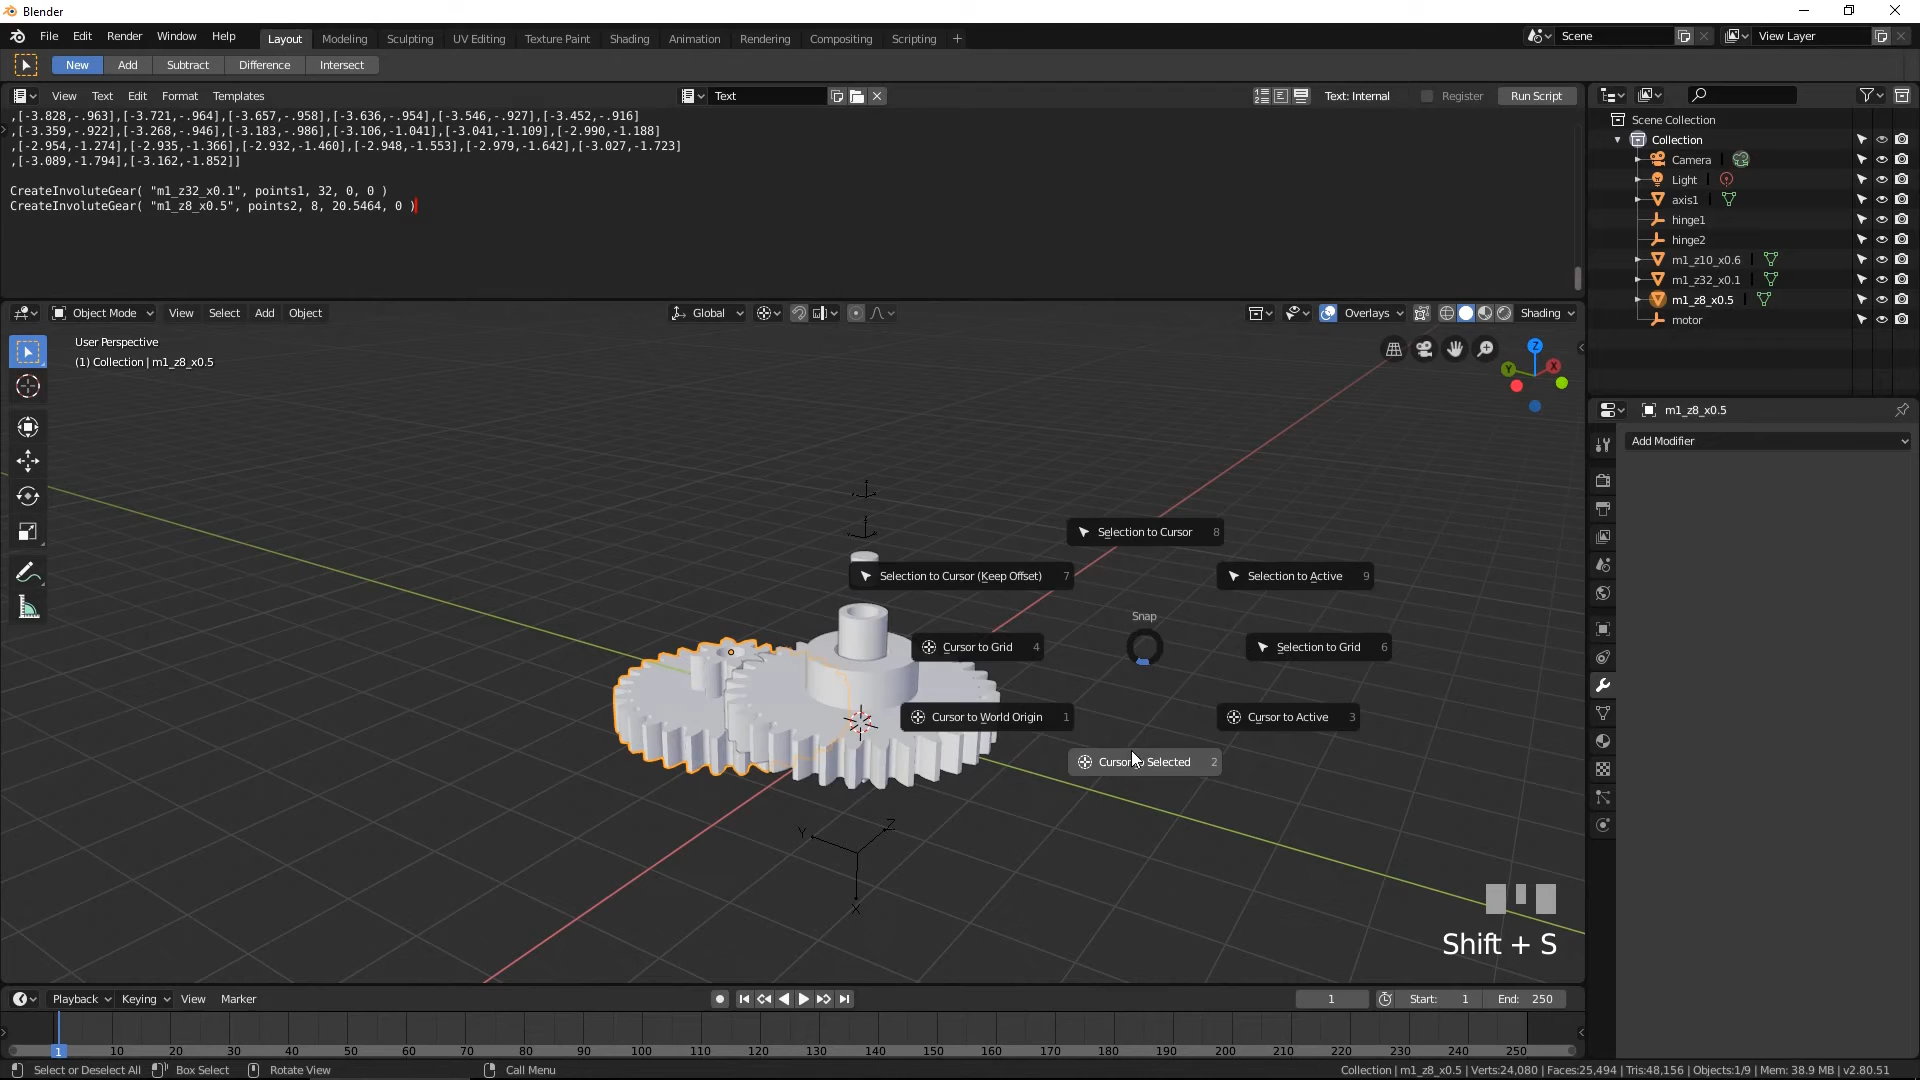 Blender
File Edit Render Window Help
Layout Modeling Sculpting UV Editing Texture Paint Shading Animation Rendering Compositing Scripting +
Scene
View Layer
New Add Subtract Difference Intersect
View Text Edit Format Templates
Text
Text: Internal Register Run Script
,[-3.828,-.963],[-3.721,-.964],[-3.657,-.958],[-3.636,-.954],[-3.546,-.927],[-3.452,-.916]
,[-3.359,-.922],[-3.268,-.946],[-3.183,-.986],[-3.106,-1.041],[-3.041,-1.109],[-2.990,-1.188]
,[-2.954,-1.274],[-2.935,-1.366],[-2.932,-1.460],[-2.948,-1.553],[-2.979,-1.642],[-3.027,-1.723]
,[-3.089,-1.794],[-3.162,-1.852]]
CreateInvoluteGear( "m1_z32_x0.1", points1, 32, 0, 0 )
CreateInvoluteGear( "m1_z8_x0.5", points2, 8, 20.5464, 0 )
Object Mode View Select Add Object
Global
Overlays
Shading
User Perspective
(1) Collection | m1_z8_x0.5
Z
Y
X
Selection to Cursor 8
Selection to Cursor (Keep Offset) 7
Selection to Active 9
Snap
Cursor to Grid 4
Selection to Grid 6
Cursor to World Origin 1
Cursor to Active 3
Selected 2
Y
Z
X
Shift + S
Scene Collection
Collection
Camera
Light
axis1
hinge1
hinge2
m1_z10_x0.6
m1_z32_x0.1
m1_z8_x0.5
motor
m1_z8_x0.5
Add Modifier
Playback Keying View Marker
1
Start: 1
End: 250
1 10 20 30 40 50 60 70 80 90 100 110 120 130 140 150 160 170 180 190 200 210 220 230 240 250
Select or Deselect All
Box Select
Rotate View
Call Menu
Collection | m1_z8_x0.5 | Verts:24,080 | Faces:25,494 | Tris:48,156 | Objects:1/9 | Mem: 38.9 MB | v2.80.51